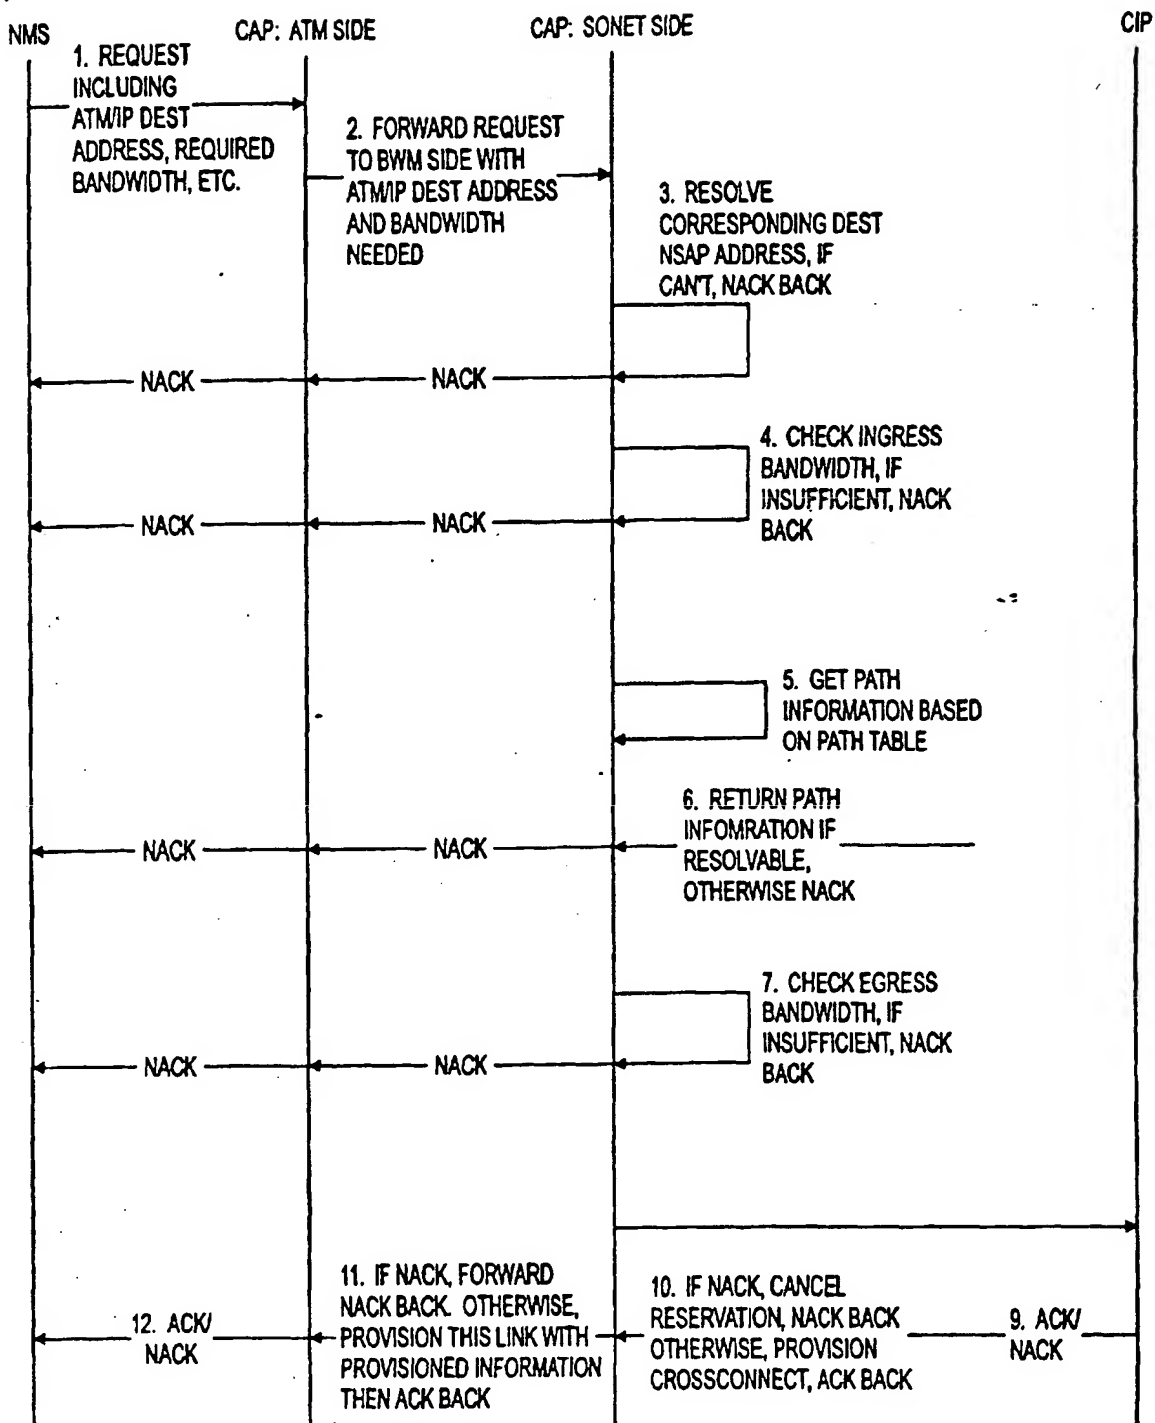 NMS
CAP: ATM SIDE
CAP: SONET SIDE
CIP
1. REQUEST
INCLUDING
ATM/IP DEST
ADDRESS, REQUIRED
BANDWIDTH, ETC.
2. FORWARD REQUEST
TO BWM SIDE WITH
ATM/IP DEST ADDRESS
AND BANDWIDTH
NEEDED
3. RESOLVE
CORRESPONDING DEST
NSAP ADDRESS, IF
CAN'T, NACK BACK
NACK
NACK
4. CHECK INGRESS
BANDWIDTH, IF
INSUFFICIENT, NACK
BACK
NACK
NACK
5. GET PATH
INFORMATION BASED
ON PATH TABLE
6. RETURN PATH
INFOMRATION IF
RESOLVABLE,
OTHERWISE NACK
NACK
NACK
7. CHECK EGRESS
BANDWIDTH, IF
INSUFFICIENT, NACK
BACK
NACK
NACK
12. ACK/
NACK
11. IF NACK, FORWARD
NACK BACK. OTHERWISE,
PROVISION THIS LINK WITH
PROVISIONED INFORMATION
THEN ACK BACK
10. IF NACK, CANCEL
RESERVATION, NACK BACK
OTHERWISE, PROVISION
CROSSCONNECT, ACK BACK
9. ACK/
NACK